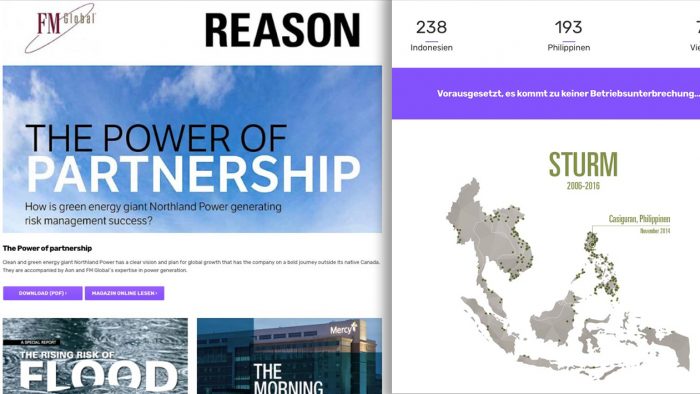 FM Global
REASON
THE POWER OF
PARTNERSHIP
How is green energy giant Northland Power generating
risk management success?
The Power of partnership
Clean and green energy giant Northland Power has a clear vision and plan for global growth that has the company on a bold journey outside its native Canada.
They are accompanied by Aon and FM Global's expertise in power generation.
DOWNLOAD (PDF) ›
MAGAZIN ONLINE LESEN ›
A SPECIAL REPORT
THE RISING RISK OF
FLOOD
Mercy
THE
MORNING
238
193
Indonesien
Philippinen
Vorausgesetzt, es kommt zu keiner Betriebsunterbrechung...
STURM
2006-2016
Casiguran, Philippinen
November 2014